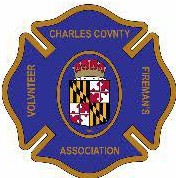 CHARLES COVNTY
VOLVNTEER
FIREMAN'S
ASSOCIATION